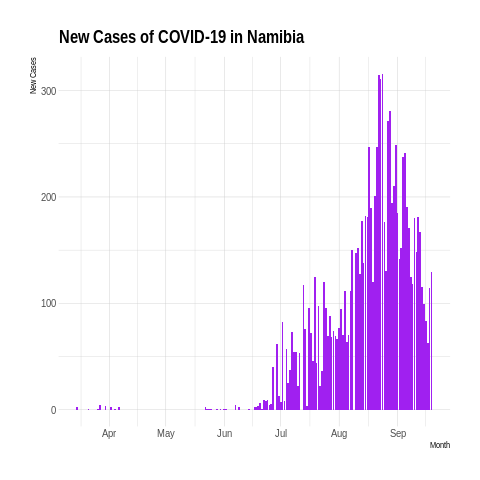 New Cases of COVID-19 in Namibia
New Cases
300
200
100
0
Apr May Jun Jul Aug Sep
Month